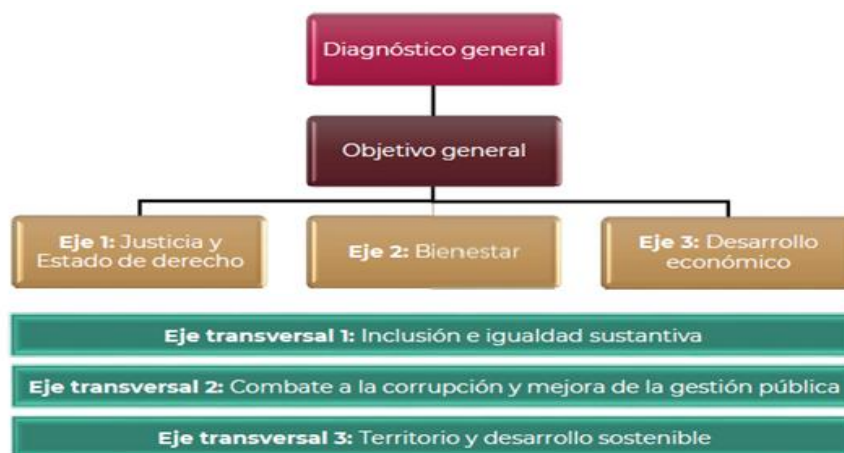 Diagnóstico general
Objetivo general
Eje 1: Justicia y
Estado de derecho
Eje 2: Bienestar
Eje 3: Desarrollo
económico
Eje transversal 1: Inclusión e igualdad sustantiva
Eje transversal 2: Combate a la corrupción y mejora de la gestión pública
Eje transversal 3: Territorio y desarrollo sostenible